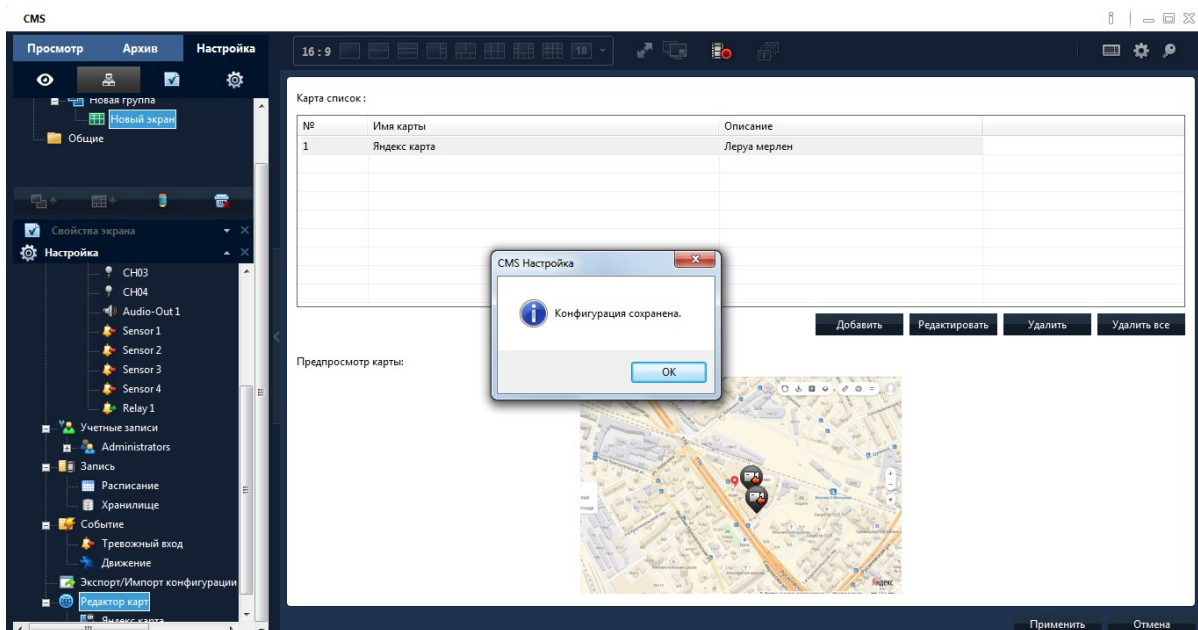 CMS
Просмотр Архив Настройка
16 : 9
16
Новая группа
Новый экран
Общие
Свойства экрана
Настройка
CH03
CH04
Audio-Out 1
Sensor 1
Sensor 2
Sensor 3
Sensor 4
Relay 1
Учетные записи
Administrators
Запись
Расписание
Хранилище
Событие
Тревожный вход
Движение
Экспорт/Импорт конфигурации
Редактор карт
Яндекс карта
Карта список :
№ Имя карты Описание
1 Яндекс карта Леруа мерлен
CMS Настройка
Конфигурация сохранена.
OK
Добавить Редактировать Удалить Удалить все
Предпросмотр карты:
Яндекс
Применить Отмена